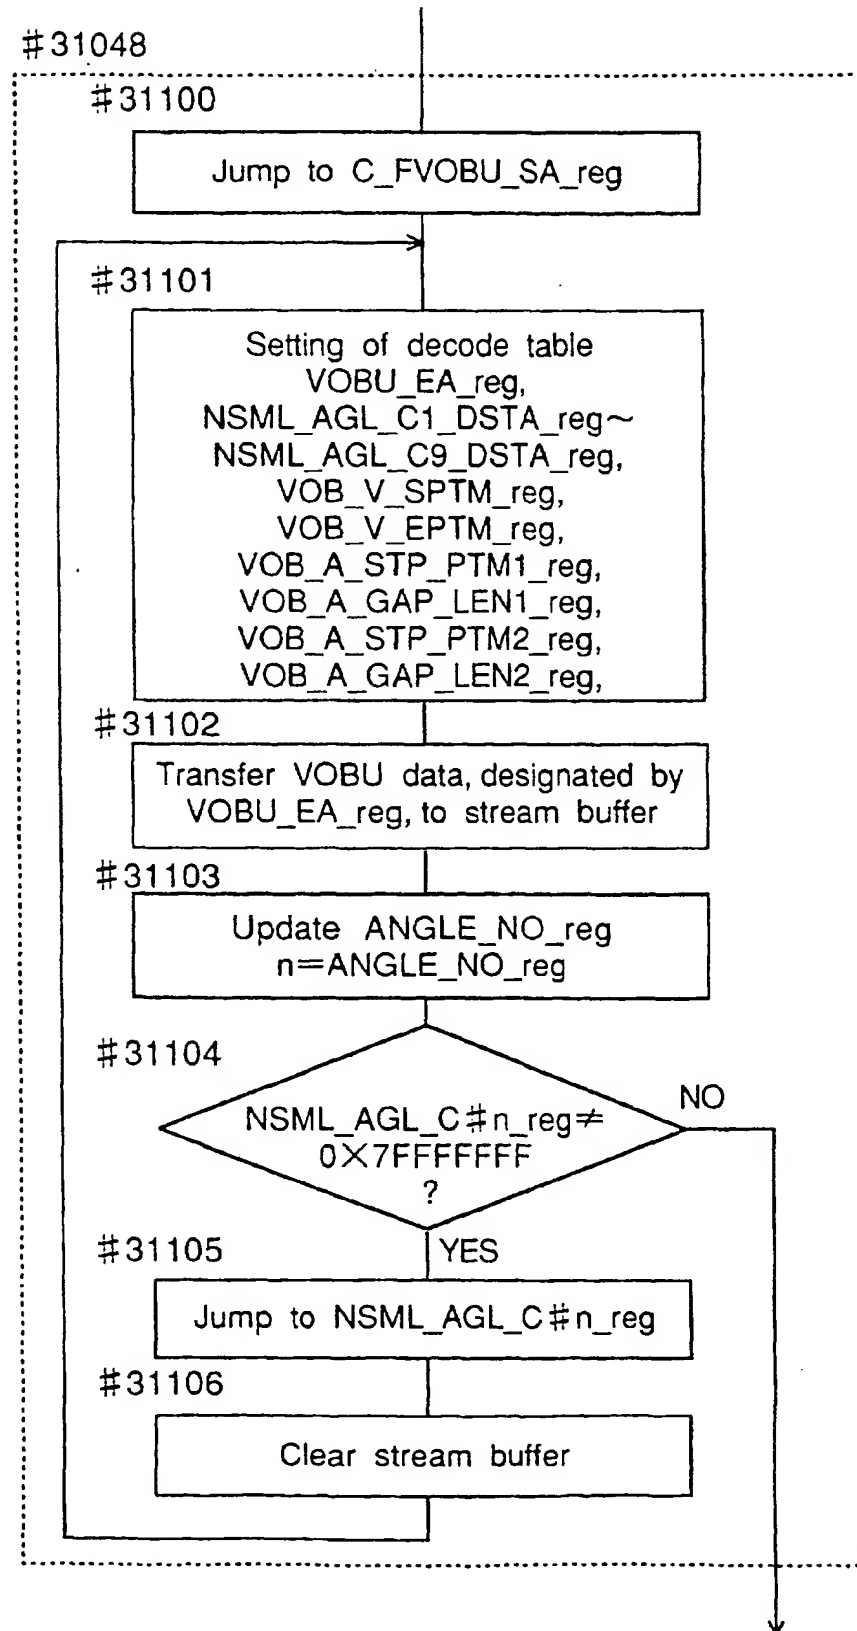 #31048
#31100
Jump to C_FVOBU_SA_reg
#31101
Setting of decode table
VOBU_EA_reg,
NSML_AGL_C1_DSTA_reg~
NSML_AGL_C9_DSTA_reg,
VOB_V_SPTM_reg,
VOB_V_EPTM_reg,
VOB_A_STP_PTM1_reg,
VOB_A_GAP_LEN1_reg,
VOB_A_STP_PTM2_reg,
VOB_A_GAP_LEN2_reg,
#31102
Transfer VOBU data, designated by
VOBU_EA_reg, to stream buffer
#31103
Update ANGLE_NO_reg
n=ANGLE_NO_reg
#31104
NO
NSML_AGL_C#n_reg≠
0×7FFFFFFF
?
#31105
YES
Jump to NSML_AGL_C#n_reg
#31106
Clear stream buffer